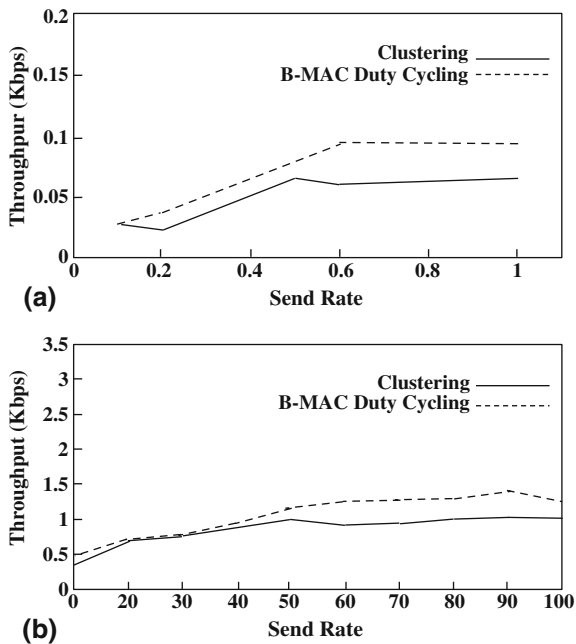 0.2
Clustering
B-MAC Duty Cycling
0.15
0.1
0.05
0
Throughpur (Kbps)
0 0.2 0.4 0.6 0.8 1
(a) Send Rate
3.5
Clustering
3
B-MAC Duty Cycling
2.5
2
1.5
1
0.5
0
Throughput (Kbps)
0 20 30 40 50 60 70 80 90 100
(b) Send Rate